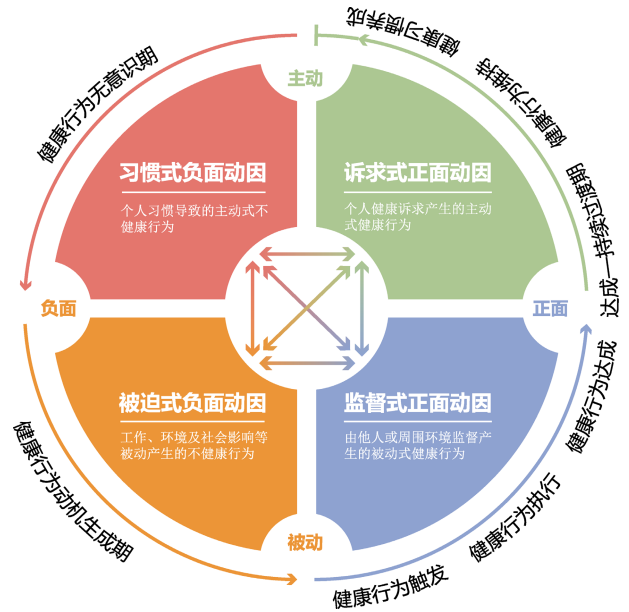 健康习惯养成
健康行为维持
健康行为无意识期
主动
习惯式负面动因
个人习惯导致的主动式不
健康行为
诉求式正面动因
个人健康诉求产生的主动
式健康行为
达成—持续过渡期
负面
正面
被迫式负面动因
工作、环境及社会影响等
被动产生的不健康行为
监督式正面动因
由他人或周围环境监督产
生的被动式健康行为
健康行为达成
健康行为动机生成期
健康行为执行
被动
健康行为触发